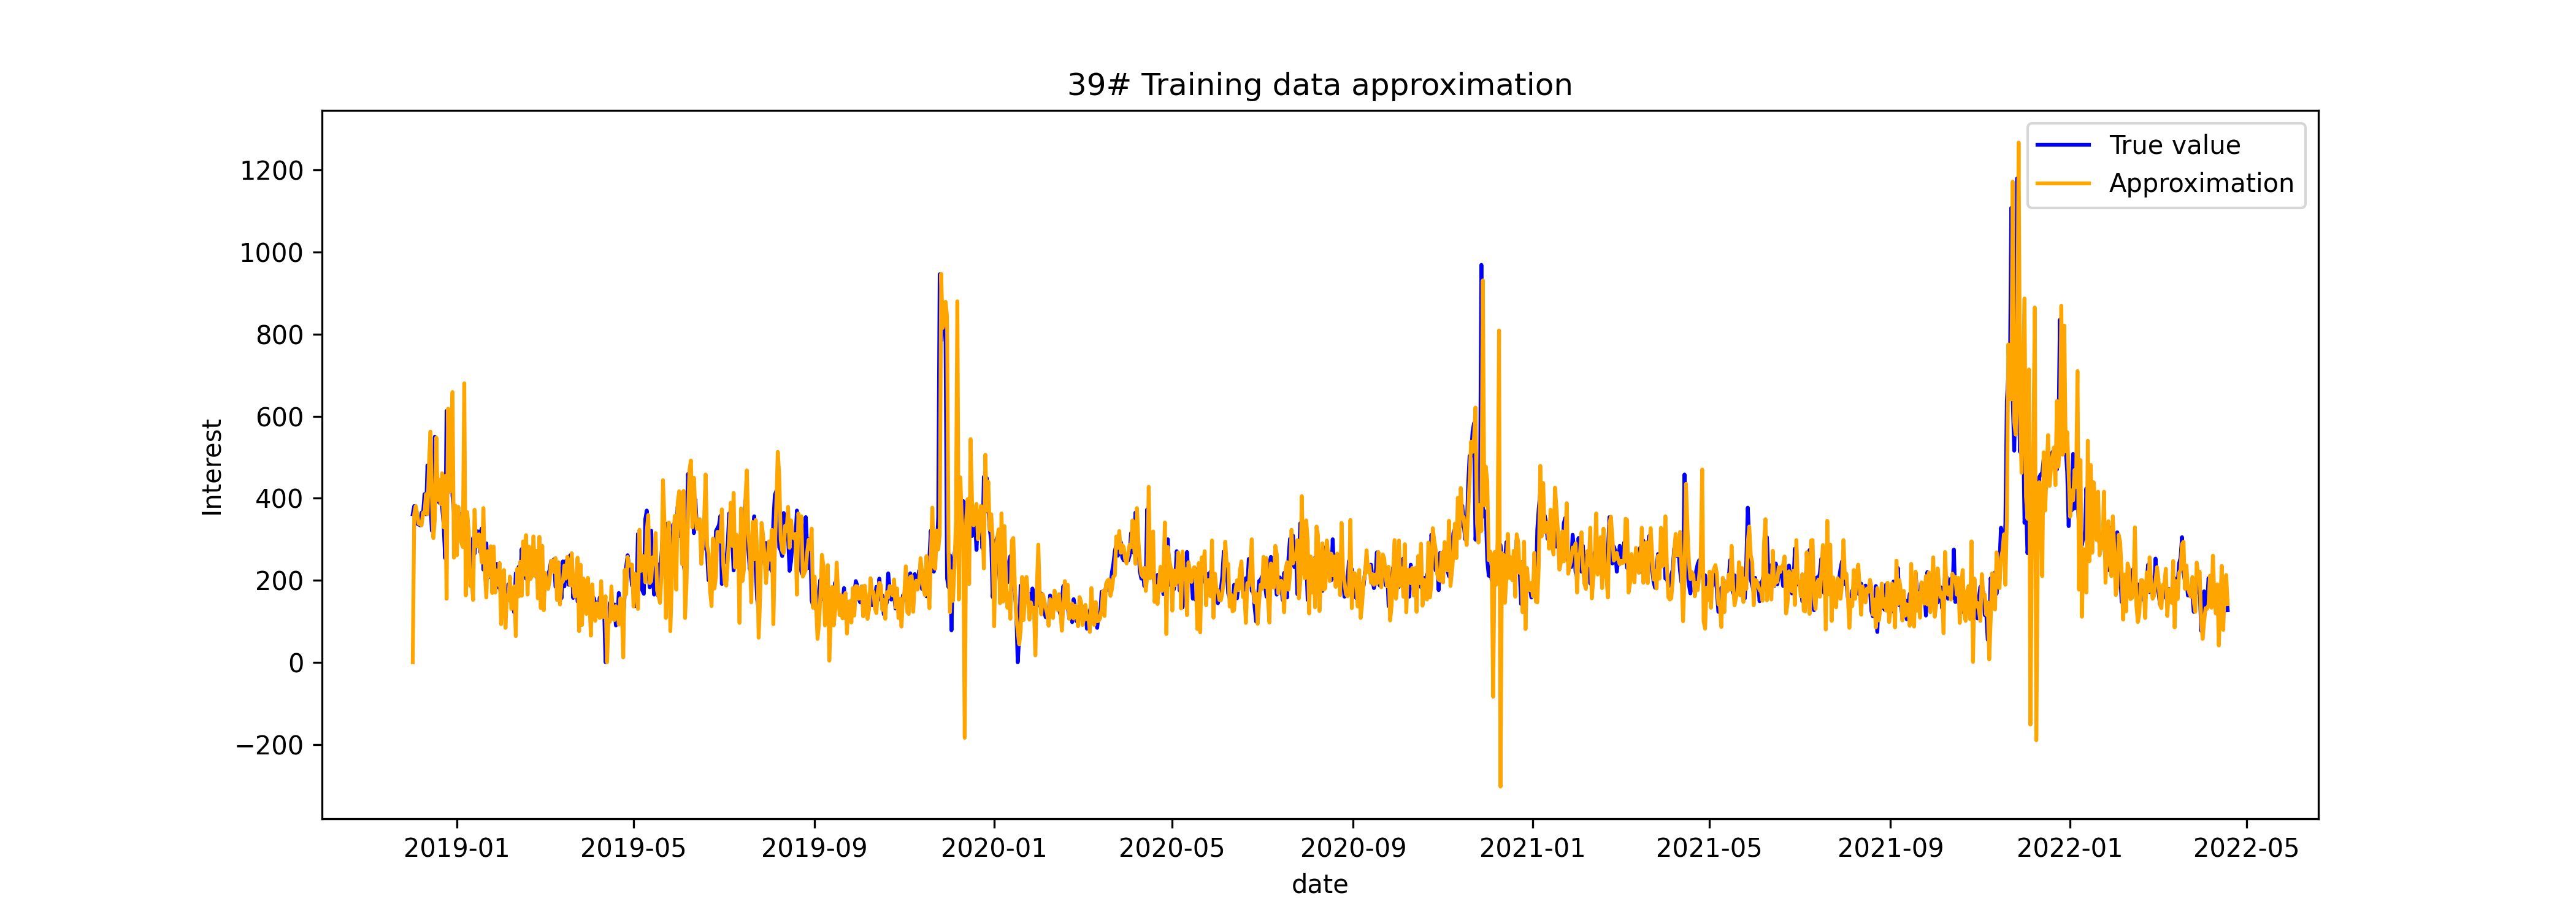 39# Training data approximation
True value
Approximation
Interest
1200
1000
800
600
400
200
0
−200
2019-01 2019-05 2019-09 2020-01 2020-05 2020-09 2021-01 2021-05 2021-09 2022-01 2022-05
date